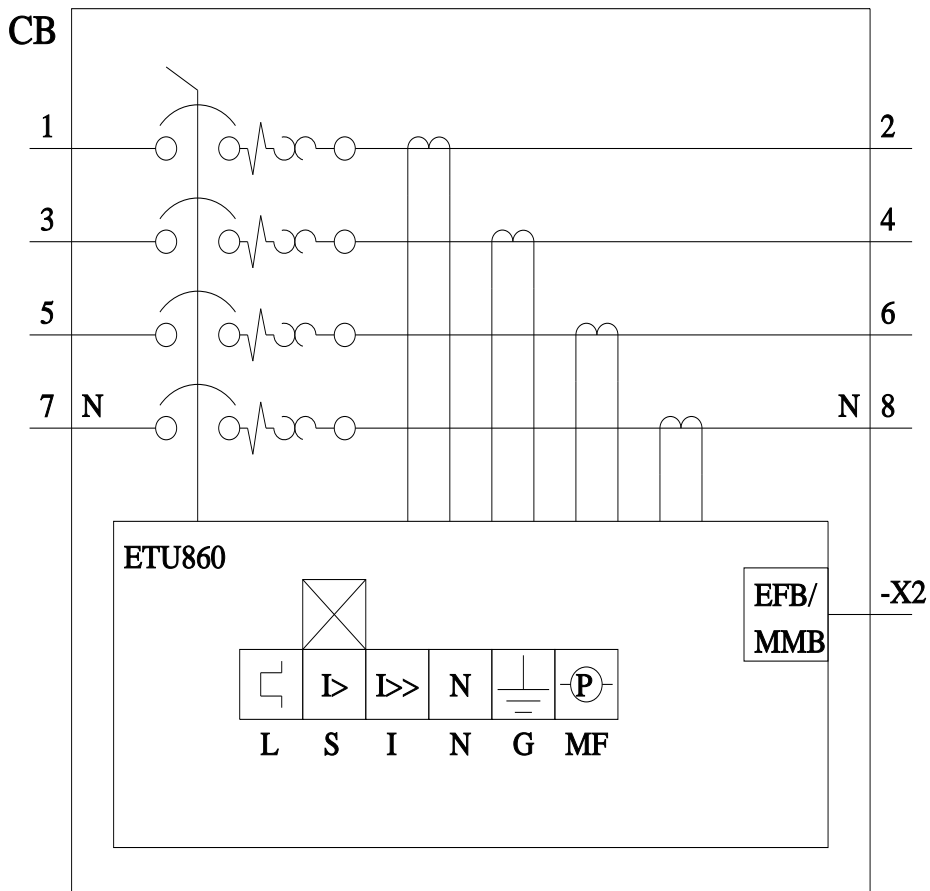 CB
1 2
3 4
5 6
7 N N 8
ETU860
EFB/ -X2
MMB
I> I>> N P
L S I N G MF